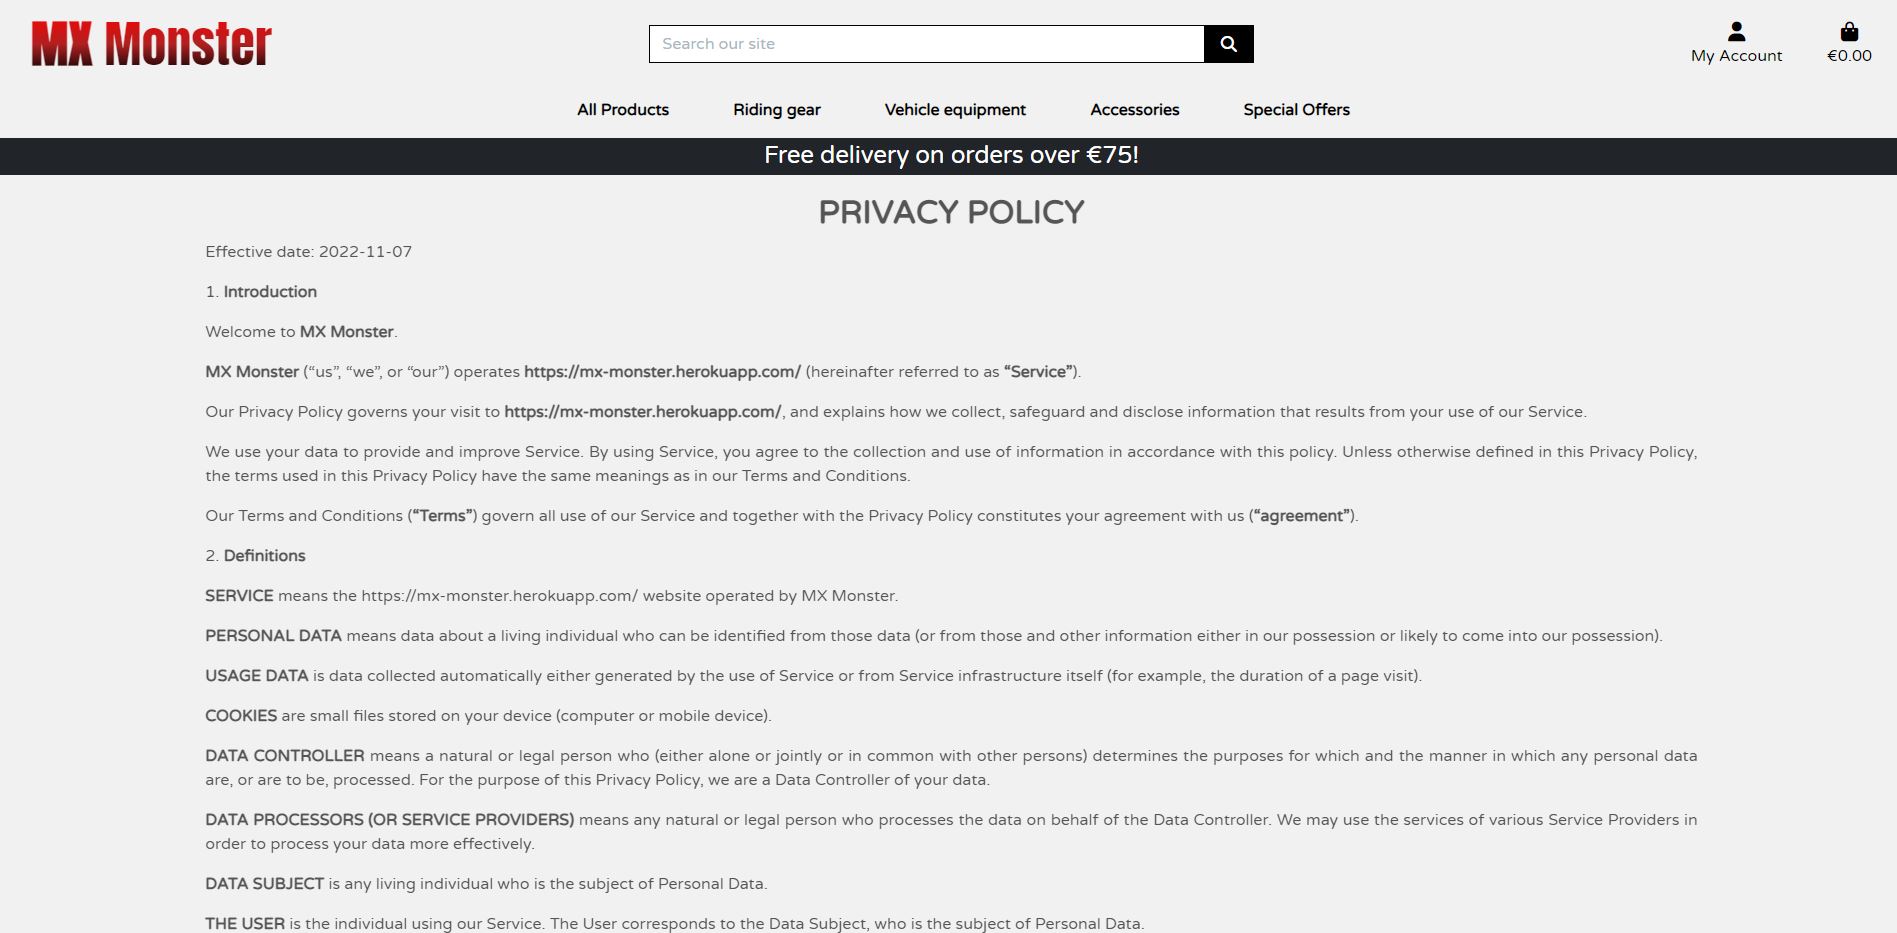 MX Monster
Search our site
My Account
€0.00
All Products
Riding gear
Vehicle equipment
Accessories
Special Offers
Free delivery on orders over €75!
PRIVACY POLICY
Effective date: 2022-11-07
1. Introduction
Welcome to MX Monster.
MX Monster (“us”, “we”, or “our”) operates https://mx-monster.herokuapp.com/ (hereinafter referred to as “Service”).
Our Privacy Policy governs your visit to https://mx-monster.herokuapp.com/, and explains how we collect, safeguard and disclose information that results from your use of our Service.
We use your data to provide and improve Service. By using Service, you agree to the collection and use of information in accordance with this policy. Unless otherwise defined in this Privacy Policy,
the terms used in this Privacy Policy have the same meanings as in our Terms and Conditions.
Our Terms and Conditions (“Terms”) govern all use of our Service and together with the Privacy Policy constitutes your agreement with us (“agreement”).
2. Definitions
SERVICE means the https://mx-monster.herokuapp.com/ website operated by MX Monster.
PERSONAL DATA means data about a living individual who can be identified from those data (or from those and other information either in our possession or likely to come into our possession).
USAGE DATA is data collected automatically either generated by the use of Service or from Service infrastructure itself (for example, the duration of a page visit).
COOKIES are small files stored on your device (computer or mobile device).
DATA CONTROLLER means a natural or legal person who (either alone or jointly or in common with other persons) determines the purposes for which and the manner in which any personal data
are, or are to be, processed. For the purpose of this Privacy Policy, we are a Data Controller of your data.
DATA PROCESSORS (OR SERVICE PROVIDERS) means any natural or legal person who processes the data on behalf of the Data Controller. We may use the services of various Service Providers in
order to process your data more effectively.
DATA SUBJECT is any living individual who is the subject of Personal Data.
THE USER is the individual using our Service. The User corresponds to the Data Subject, who is the subject of Personal Data.